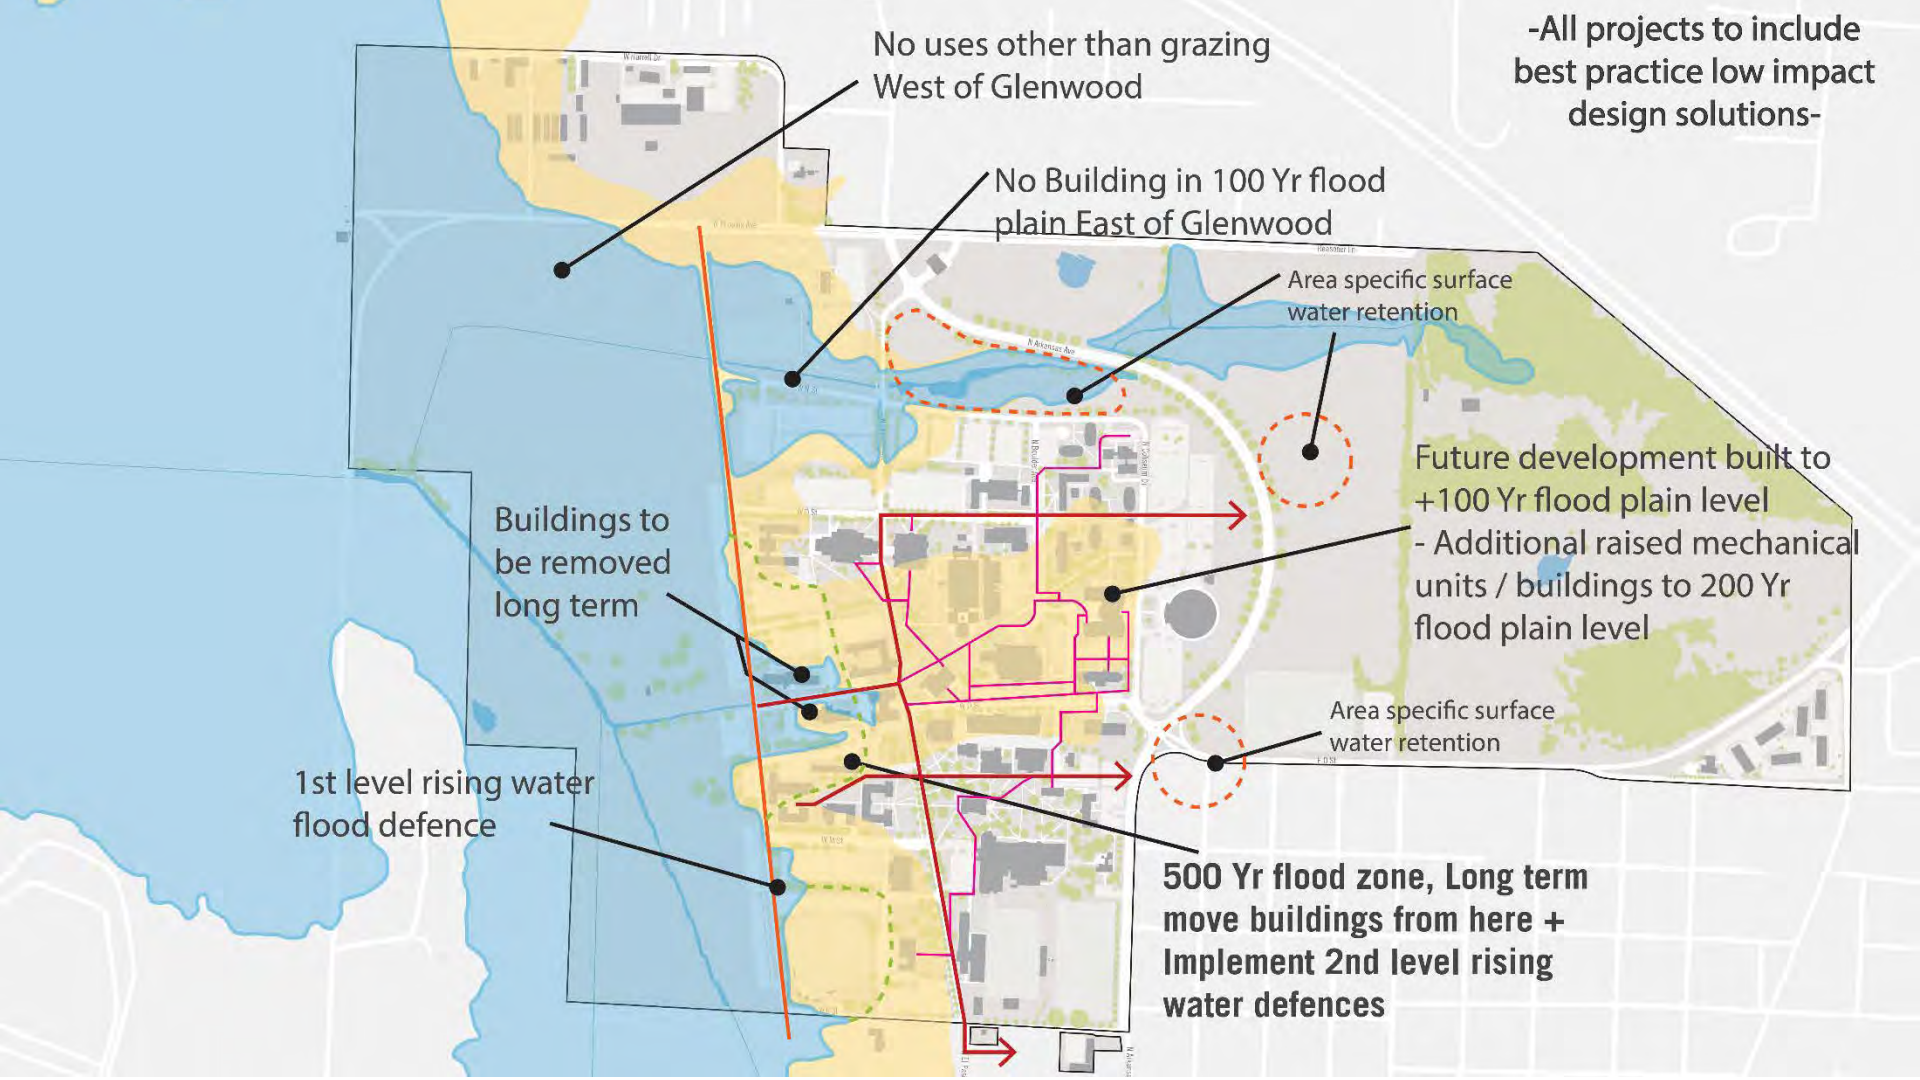 -All projects to include
best practice low impact
design solutions-
No uses other than grazing
West of Glenwood
No Building in 100 Yr flood
plain East of Glenwood
Area specific surface
water retention
N Arkansas Ave
Future development built to
+100 Yr flood plain level
- Additional raised mechanical
units / buildings to 200 Yr
flood plain level
Buildings to
be removed
long term
Area specific surface
water retention
1st level rising water
flood defence
500 Yr flood zone, Long term
move buildings from here +
Implement 2nd level rising
water defences